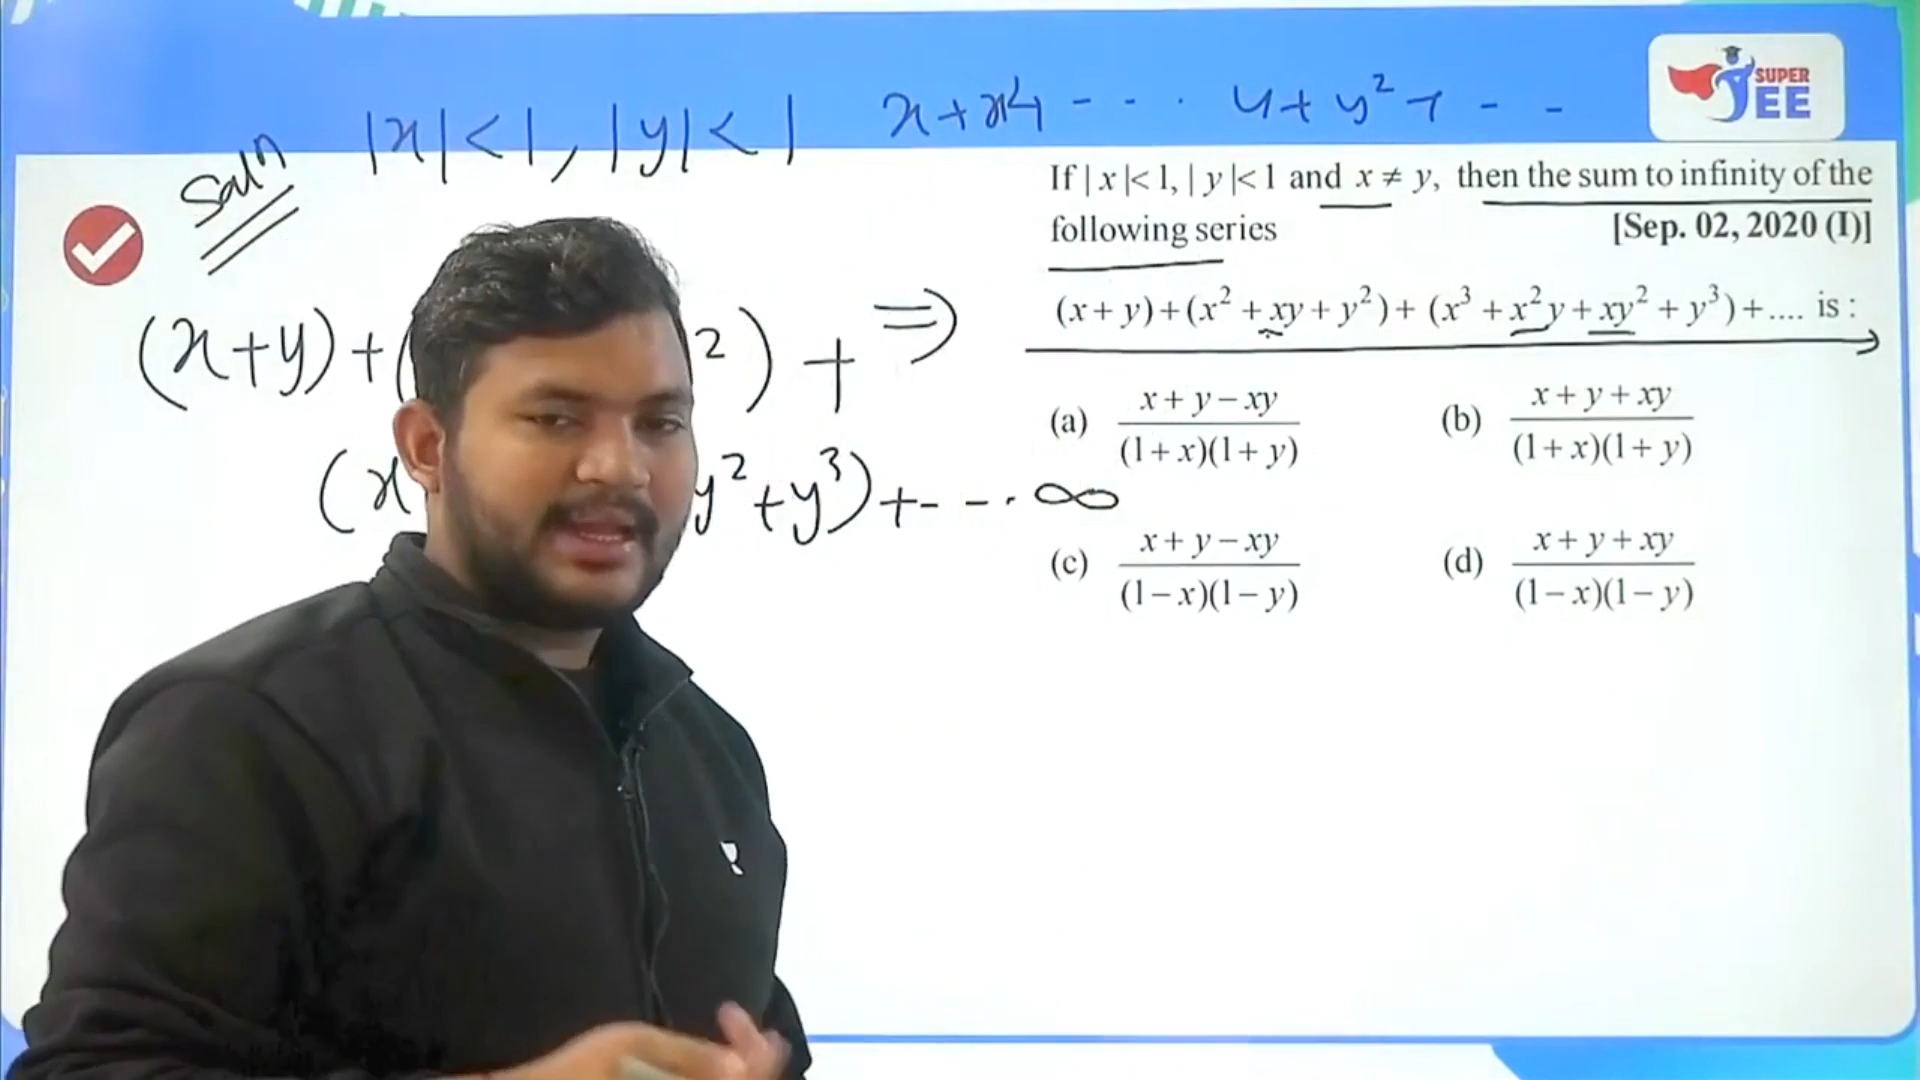 SUPER
JEE
Soln |x|<1, |y|<1 x+x4 - - - y+y²+ - -
If | x |< 1, | y |< 1 and x ≠ y, then the sum to infinity of the
following series [Sep. 02, 2020 (I)]
(x + y) + (x² + xy + y²) + (x³ + x²y + xy² + y³) + .... is :
(x+y)+( ²) + ⇒
(x y²+y³)+- - - ∞
(a) x + y − xy / (1 + x)(1 + y) (b) x + y + xy / (1 + x)(1 + y)
(c) x + y − xy / (1 − x)(1 − y) (d) x + y + xy / (1 − x)(1 − y)